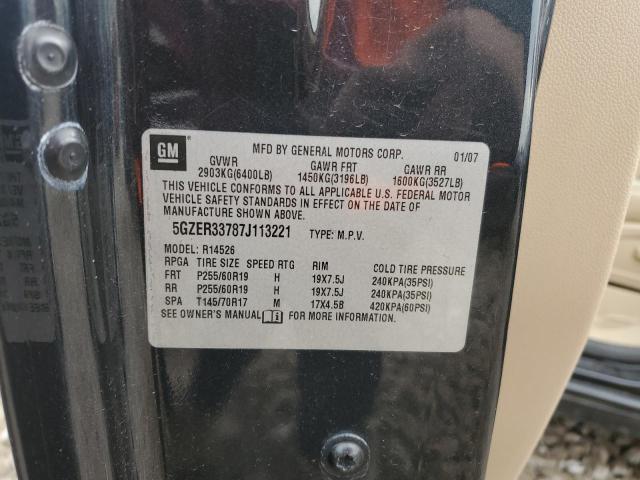 GM
MFD BY GENERAL MOTORS CORP. 01/07
GVWR GAWR FRT GAWR RR
2903KG(6400LB) 1450KG(3196LB) 1600KG(3527LB)
THIS VEHICLE CONFORMS TO ALL APPLICABLE U.S. FEDERAL MOTOR
VEHICLE SAFETY STANDARDS IN EFFECT ON THE DATE OF
MANUFACTURE SHOWN ABOVE.
5GZER33787J113221 TYPE: M.P.V.
MODEL: R14526
RPGA TIRE SIZE SPEED RTG RIM COLD TIRE PRESSURE
FRT P255/60R19 H 19X7.5J 240KPA(35PSI)
RR P255/60R19 H 19X7.5J 240KPA(35PSI)
SPA T145/70R17 M 17X4.5B 420KPA(60PSI)
SEE OWNER'S MANUAL FOR MORE INFORMATION.